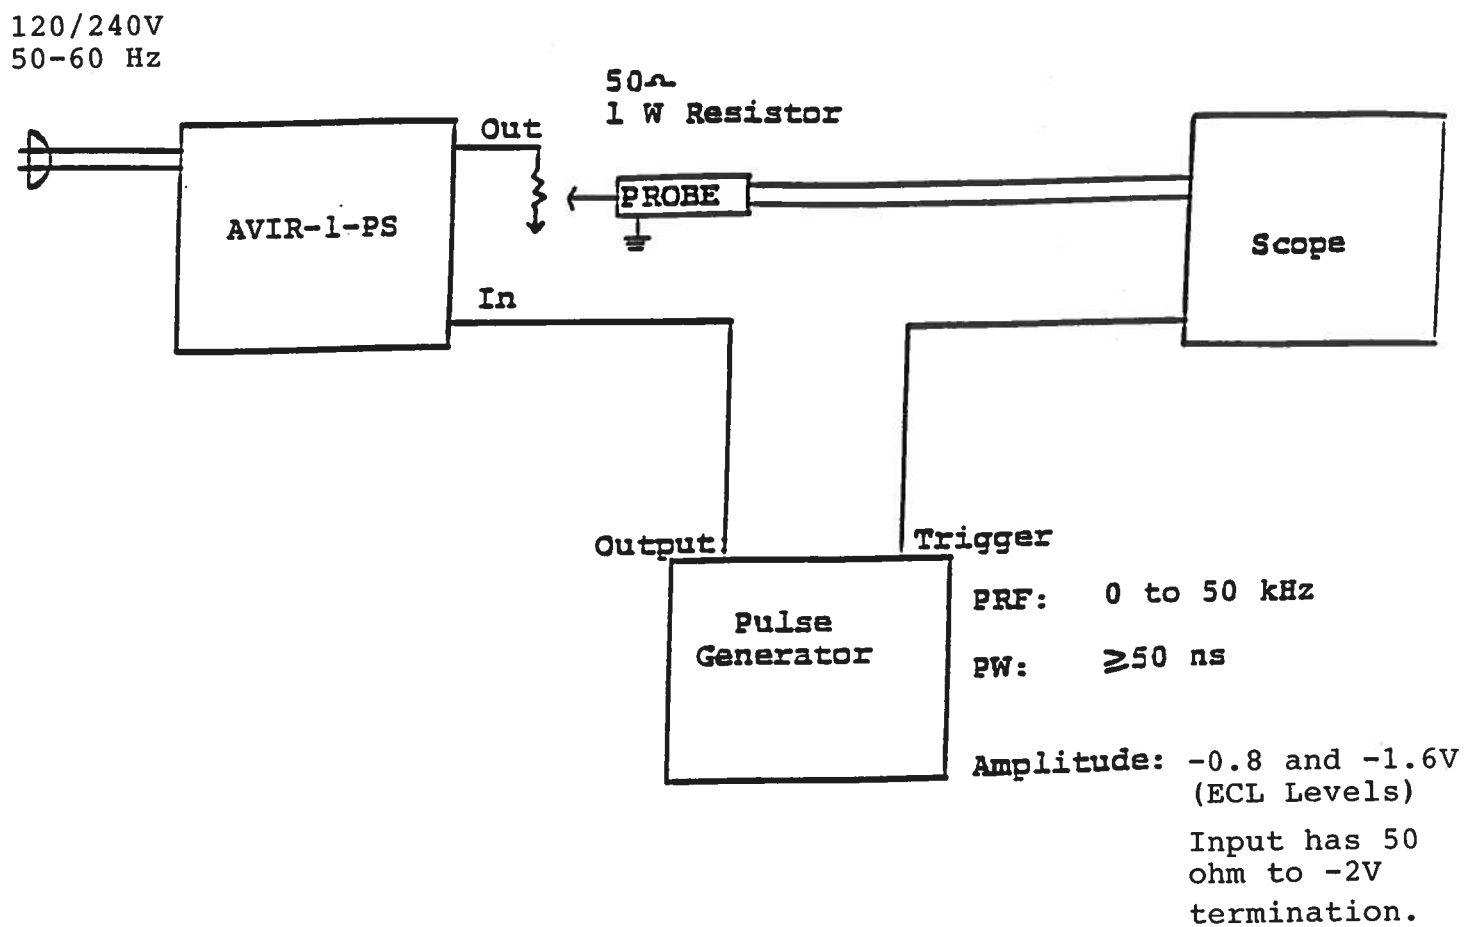 120/240V
50-60 Hz
50Ω
1 W Resistor
Out
PROBE
AVIR-1-PS
Scope
In
Output
Trigger
PRF: 0 to 50 kHz
Pulse
Generator
PW: ≥50 ns
Amplitude: -0.8 and -1.6V
(ECL Levels)
Input has 50
ohm to -2V
termination.